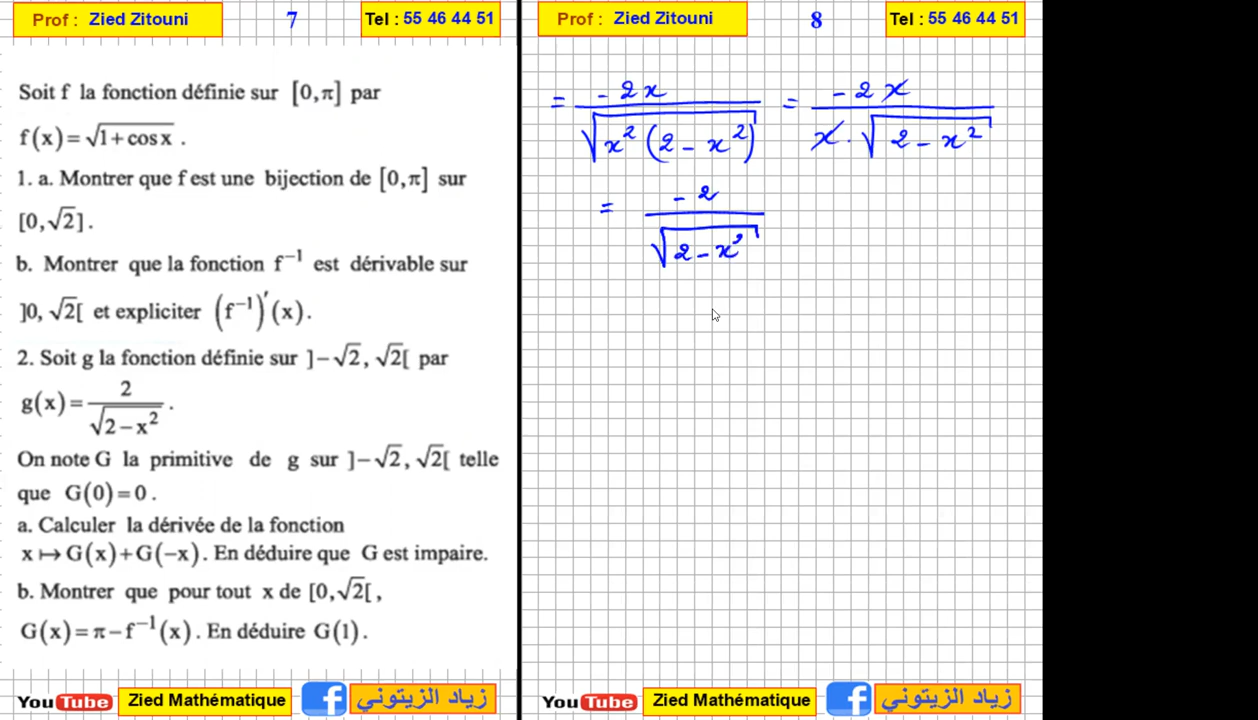 Prof : Zied Zitouni 7 Tel : 55 46 44 51
Soit f la fonction définie sur [0,π] par
f(x)=√(1+cosx) .
1. a. Montrer que f est une bijection de [0,π] sur
[0,√2] .
b. Montrer que la fonction f⁻¹ est dérivable sur
]0, √2[ et expliciter (f⁻¹)′(x).
2. Soit g la fonction définie sur ]−√2, √2[ par
g(x)= 2/√(2−x²) .
On note G la primitive de g sur ]−√2, √2[ telle
que G(0)=0 .
a. Calculer la dérivée de la fonction
x↦G(x)+G(−x). En déduire que G est impaire.
b. Montrer que pour tout x de [0,√2[ ,
G(x)=π−f⁻¹(x). En déduire G(1).
You Tube Zied Mathématique f زياد الزيتوني
Prof : Zied Zitouni 8 Tel : 55 46 44 51
= -2x/√(x²(2-x²)) = -2x/(x.√(2-x²))
= -2/√(2-x²)
You Tube Zied Mathématique f زياد الزيتوني